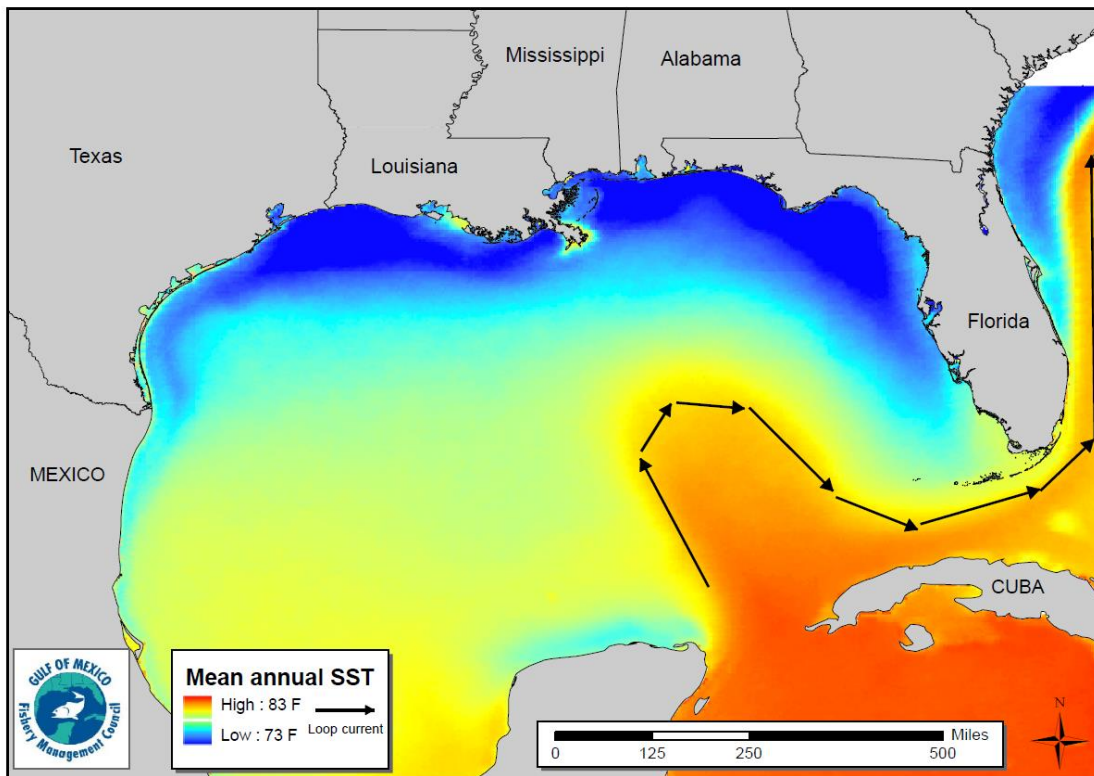 Mississippi
Alabama
Texas
Louisiana
Florida
MEXICO
CUBA
GULF OF MEXICO
Fishery Management Council
Mean annual SST
High : 83 F
Low : 73 F
Loop current
N
Miles
0 125 250 500